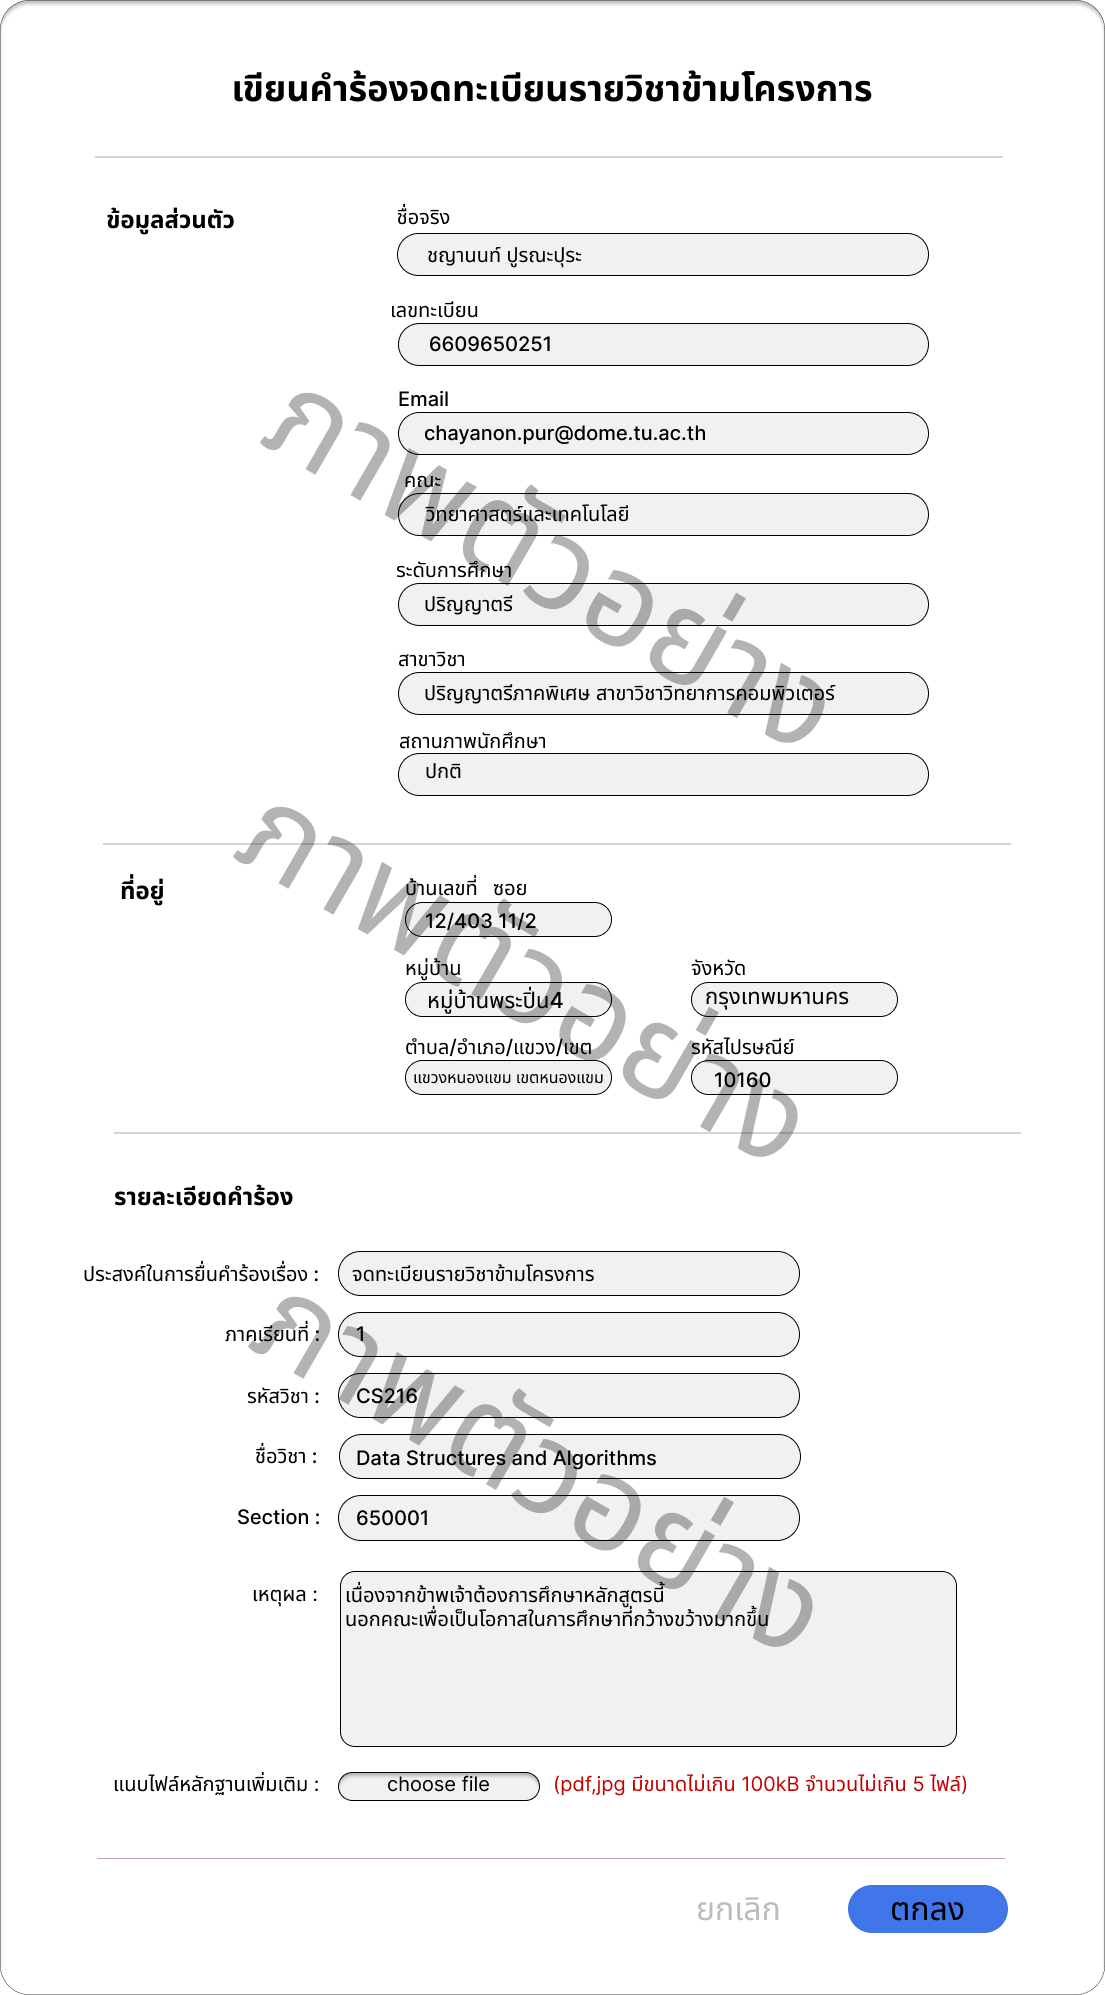 เขียนคำร้องจดทะเบียนรายวิชาข้ามโครงการ
ข้อมูลส่วนตัว
ชื่อจริง
ชญานนท์ ปูรณะปุระ
เลขทะเบียน
6609650251
Email
chayanon.pur@dome.tu.ac.th
คณะ
วิทยาศาสตร์และเทคโนโลยี
ระดับการศึกษา
ปริญญาตรี
สาขาวิชา
ปริญญาตรีภาคพิเศษ สาขาวิชาวิทยาการคอมพิวเตอร์
สถานภาพนักศึกษา
ปกติ
ภาพตัวอย่าง
ที่อยู่
บ้านเลขที่ ซอย
12/403 11/2
หมู่บ้าน
หมู่บ้านพระปิ่น4
จังหวัด
กรุงเทพมหานคร
ตำบล/อำเภอ/แขวง/เขต
แขวงหนองแขม เขตหนองแขม
รหัสไปรษณีย์
10160
ภาพตัวอย่าง
รายละเอียดคำร้อง
ประสงค์ในการยื่นคำร้องเรื่อง : จดทะเบียนรายวิชาข้ามโครงการ
ภาคเรียนที่ : 1
รหัสวิชา : CS216
ชื่อวิชา : Data Structures and Algorithms
Section : 650001
เหตุผล : เนื่องจากข้าพเจ้าต้องการศึกษาหลักสูตรนี้
นอกคณะเพื่อเป็นโอกาสในการศึกษาที่กว้างขว้างมากขึ้น
ภาพตัวอย่าง
แนบไฟล์หลักฐานเพิ่มเติม : choose file (pdf,jpg มีขนาดไม่เกิน 100kB จำนวนไม่เกิน 5 ไฟล์)
ยกเลิก ตกลง